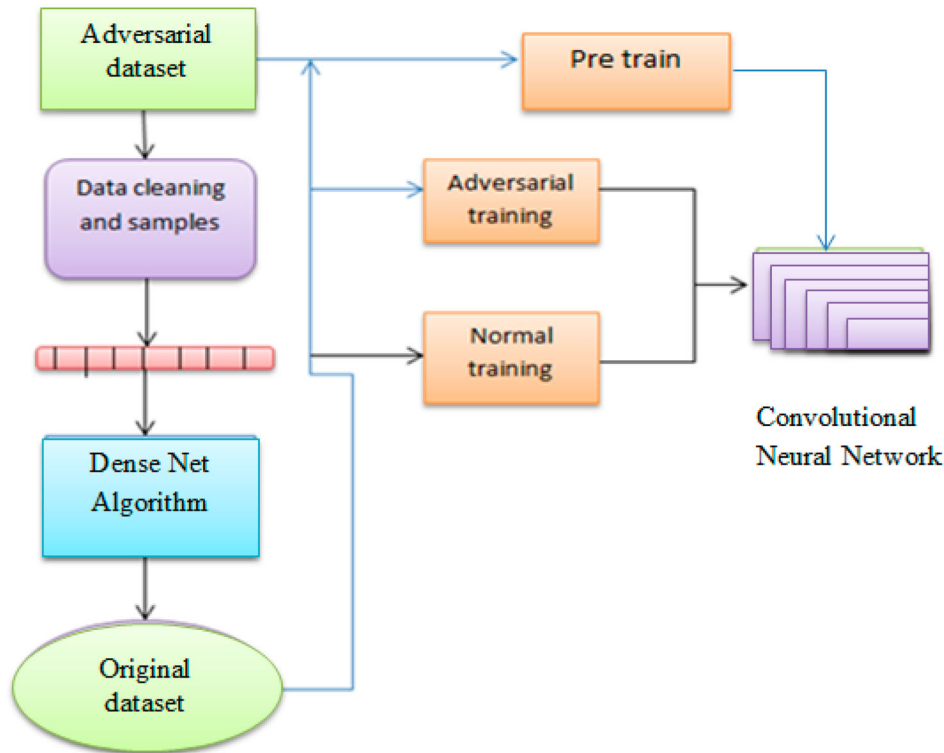 Adversarial
dataset
Pre train
Data cleaning
and samples
Adversarial
training
Normal
training
Convolutional
Neural Network
Dense Net
Algorithm
Original
dataset